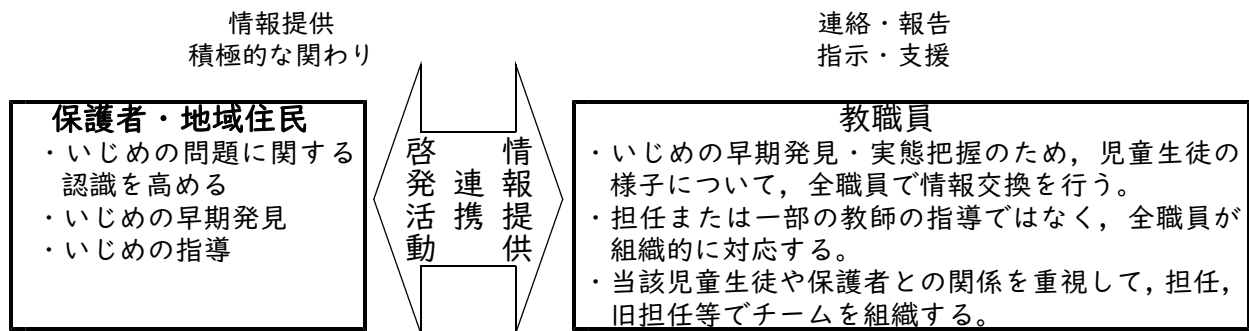 情報提供
積極的な関わり
連絡・報告
指示・支援
保護者・地域住民
・いじめの問題に関する
認識を高める
・いじめの早期発見
・いじめの指導
情報提供
連携
啓発活動
教職員
・いじめの早期発見・実態把握のため，児童生徒の
様子について，全職員で情報交換を行う。
・担任または一部の教師の指導ではなく，全職員が
組織的に対応する。
・当該児童生徒や保護者との関係を重視して，担任，
旧担任等でチームを組織する。